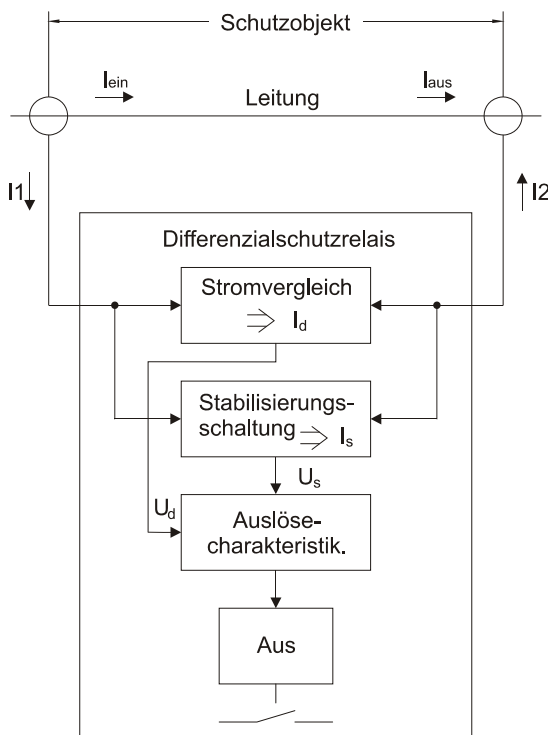 Schutzobjekt
Iein
Leitung
Iaus
I1
I2
Differenzialschutzrelais
Stromvergleich
⇒ Id
Stabilisierungs-
schaltung ⇒ Is
Us
Ud
Auslöse-
charakteristik.
Aus